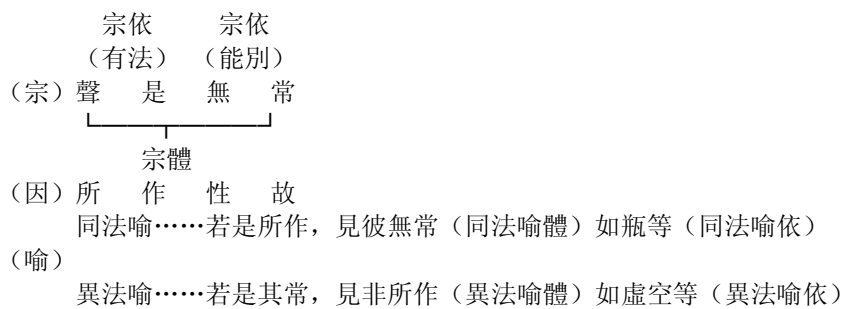 宗依 宗依
（有法）（能別）
（宗）聲 是 無 常
宗體
（因）所 作 性 故
同法喻……若是所作，見彼無常（同法喻體）如瓶等（同法喻依）
（喻）
異法喻……若是其常，見非所作（異法喻體）如虛空等（異法喻依）